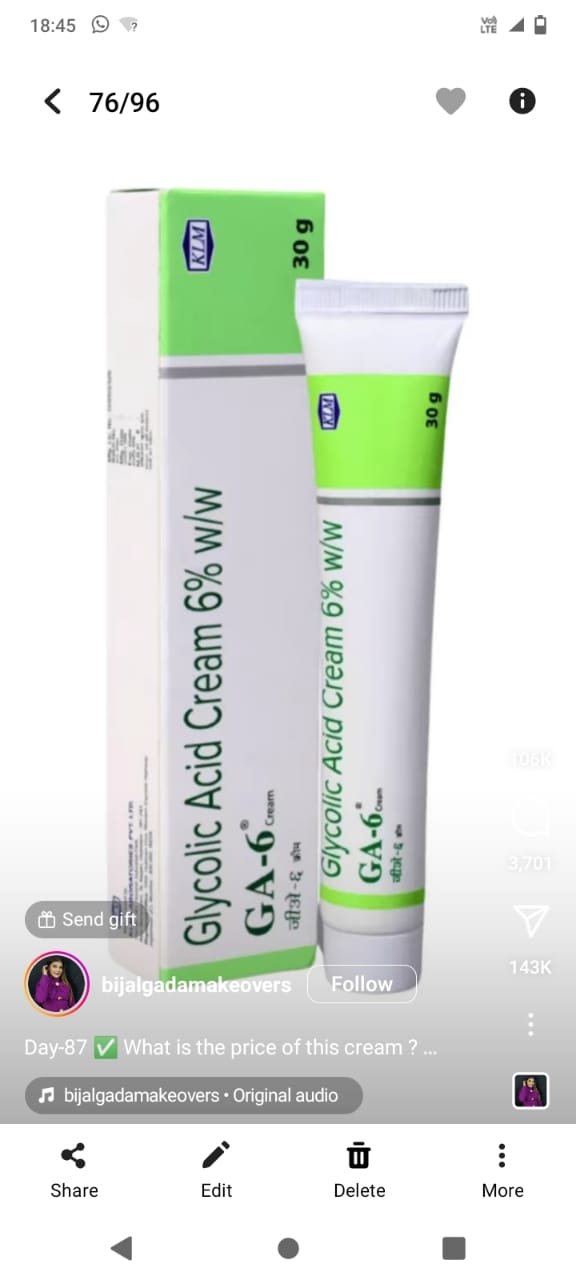 18:45
?
Vo)
LTE
76/96
KLM
30 g
Glycolic Acid Cream 6% w/w
GA-6® Cream
जीओ-६ क्रीम
KLM
30 g
Glycolic Acid Cream 6% w/w
GA-6® Cream
जीओ-६ क्रीम
106K
3,701
143K
Send gift
bijalgadamakeovers
Follow
Day-87 ✅ What is the price of this cream ? ...
bijalgadamakeovers • Original audio
Share
Edit
Delete
More